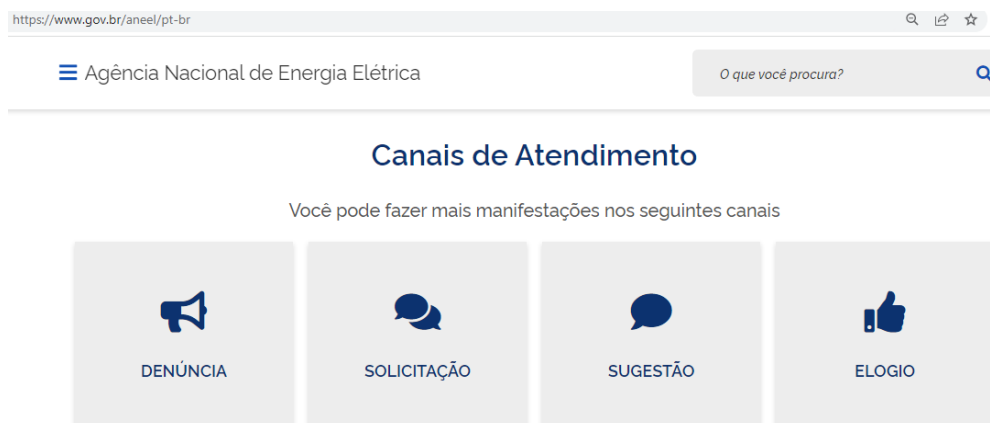 https://www.gov.br/aneel/pt-br
Agência Nacional de Energia Elétrica
O que você procura?
Canais de Atendimento
Você pode fazer mais manifestações nos seguintes canais
DENÚNCIA
SOLICITAÇÃO
SUGESTÃO
ELOGIO